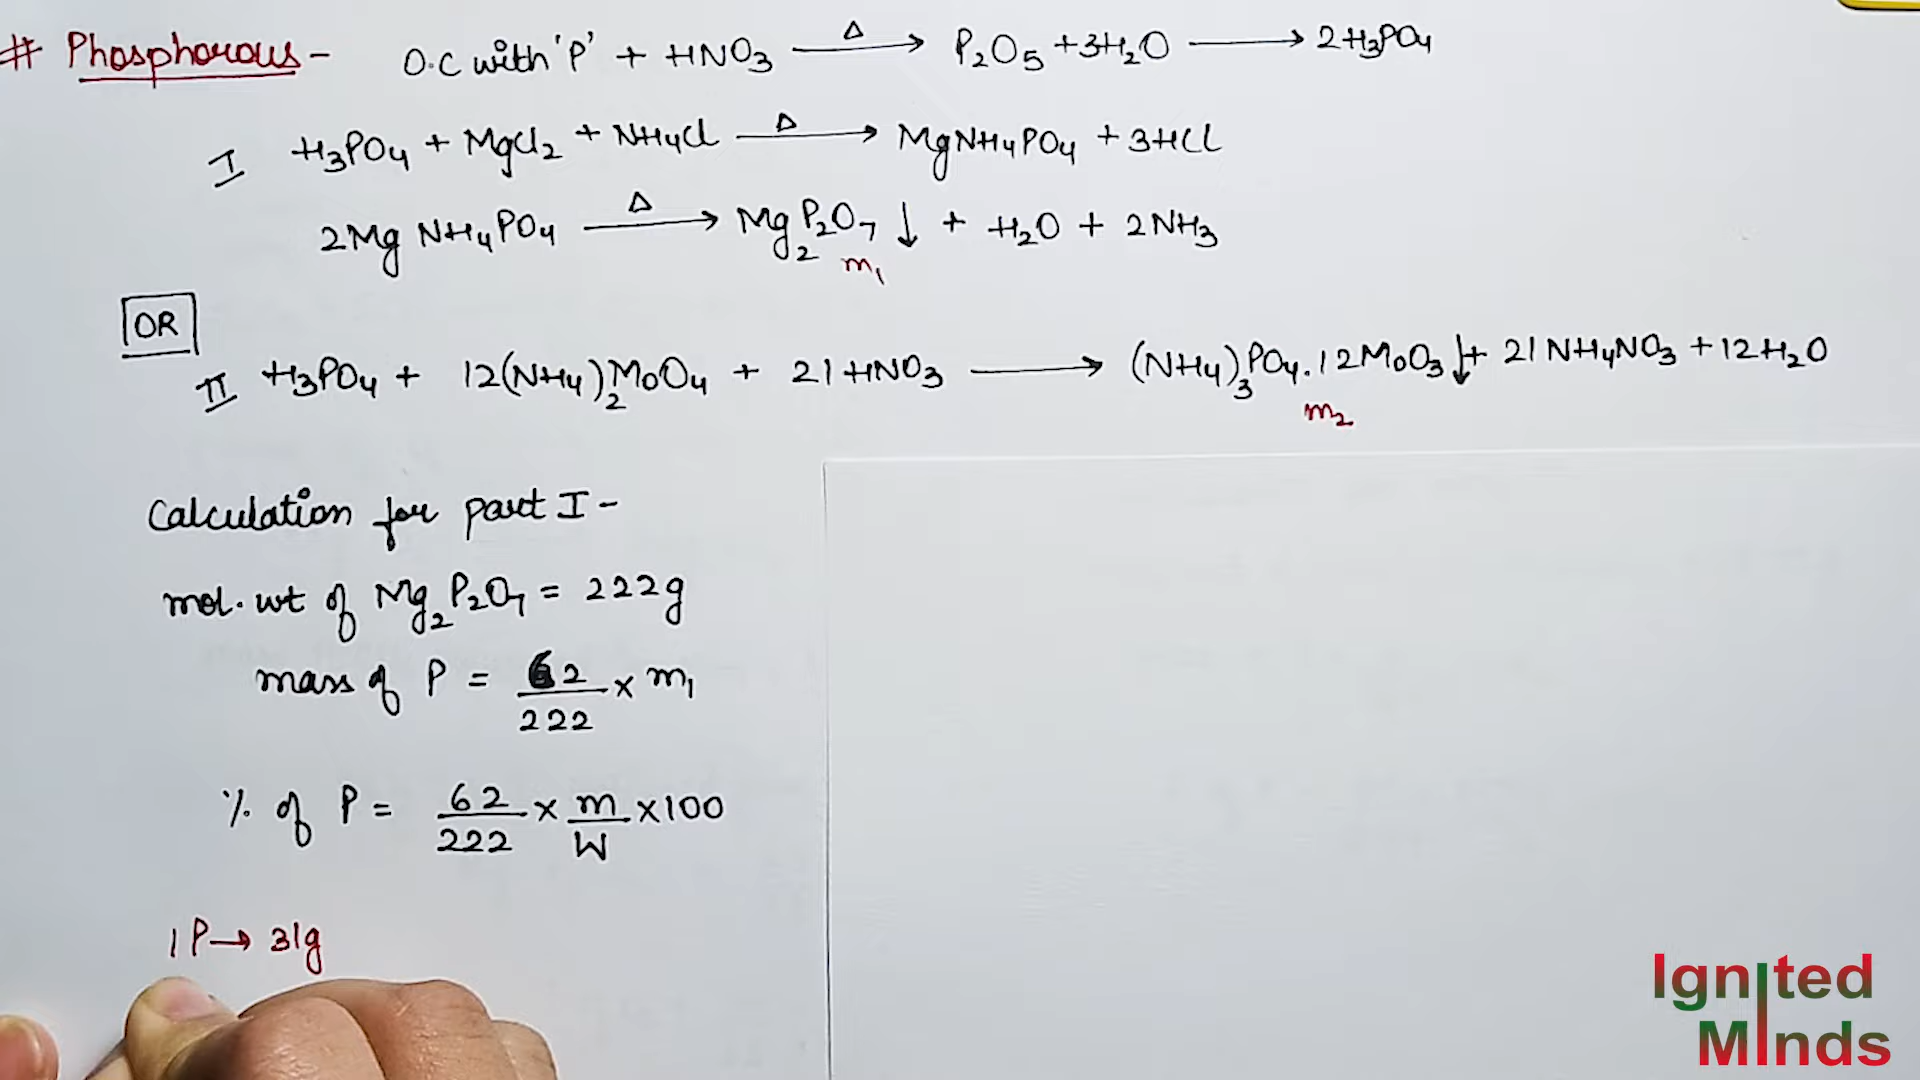 # Phosphorous - O.C with 'P' + HNO3 —Δ→ P2O5 + 3H2O → 2H3PO4
I H3PO4 + MgCl2 + NH4Cl —Δ→ MgNH4PO4 + 3HCl
2Mg NH4PO4 —Δ→ Mg2P2O7 ↓ + H2O + 2NH3
m1
OR
II H3PO4 + 12(NH4)2MoO4 + 21HNO3 → (NH4)3PO4.12MoO3↓ + 21NH4NO3 + 12H2O
m2
Calculation for part I -
mol. wt of Mg2P2O7 = 222g
mass of P = 62/222 x m1
% of P = 62/222 x m/W x 100
1P → 31g
Ignited
Minds